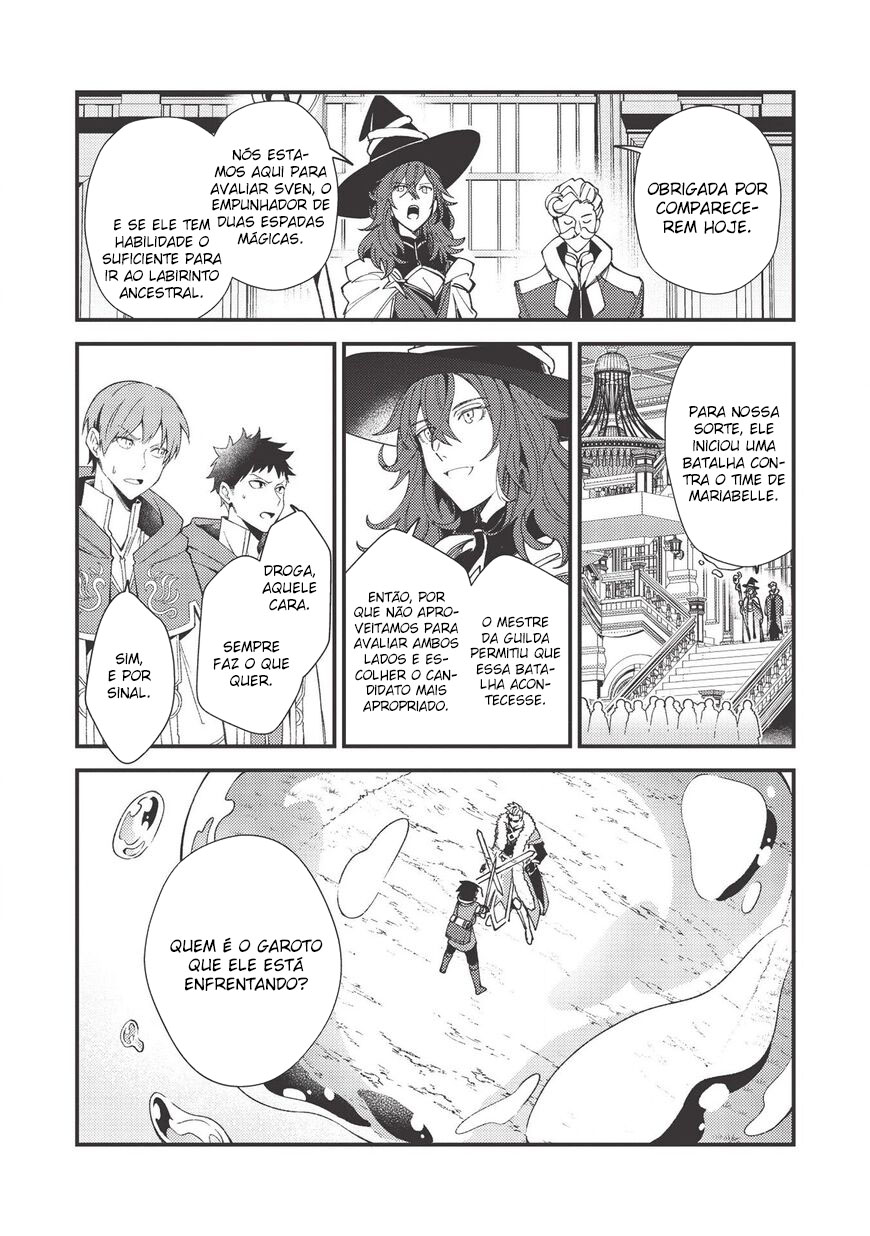 OBRIGADA POR
COMPARECE-
REM HOJE.
NÓS ESTA-
MOS AQUI PARA
AVALIAR SVEN, O
EMPUNHADOR DE
DUAS ESPADAS
MÁGICAS.
E SE ELE TEM
HABILIDADE O
SUFICIENTE PARA
IR AO LABIRINTO
ANCESTRAL.
PARA NOSSA
SORTE, ELE
INICIOU UMA
BATALHA CON-
TRA O TIME DE
MARIABELLE.
O MESTRE
DA GUILDA
PERMITIU QUE
ESSA BATA-
LHA ACON-
TECESSE.
ENTÃO, POR
QUE NÃO APRO-
VEITAMOS PARA
AVALIAR AMBOS
LADOS E ES-
COLHER O CAN-
DIDATO MAIS
APROPRIADO.
DROGA,
AQUELE
CARA.
SEMPRE
FAZ O QUE
QUER.
SIM,
E POR
SINAL.
QUEM É O GAROTO
QUE ELE ESTÁ
ENFRENTANDO?